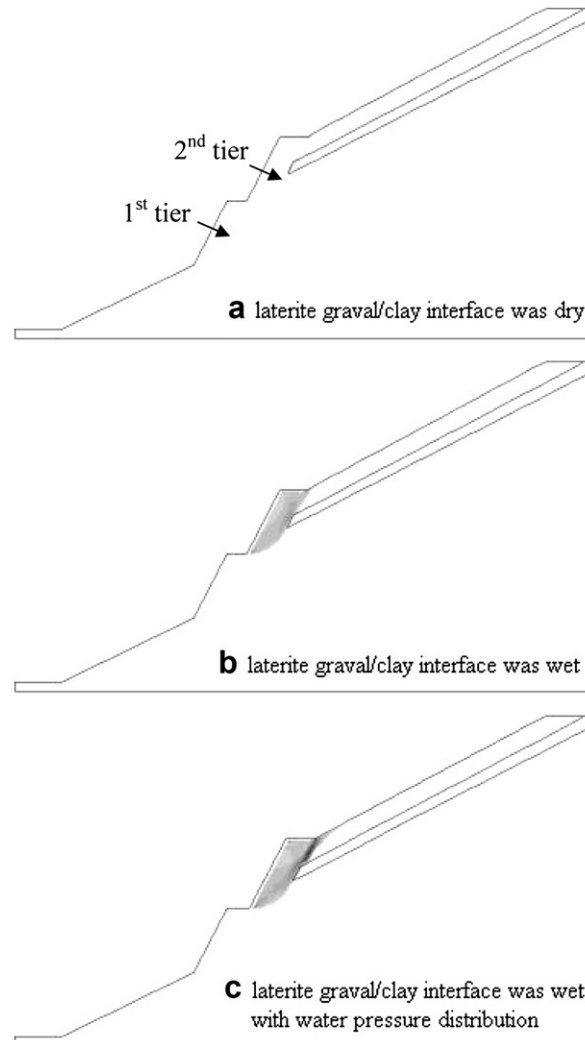 2nd tier
1st tier
a laterite graval/clay interface was dry
b laterite graval/clay interface was wet
c laterite graval/clay interface was wet
with water pressure distribution